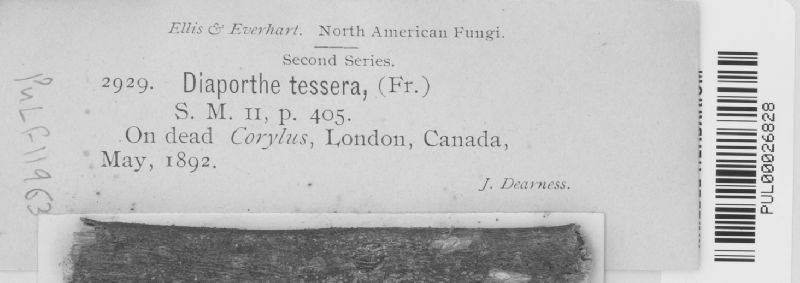 Ellis & Everhart. North American Fungi.
Second Series.
2929. Diaporthe tessera, (Fr.)
S. M. II, p. 405.
On dead Corylus, London, Canada,
May, 1892.
J. Dearness.
PULF11963
PUL00026828